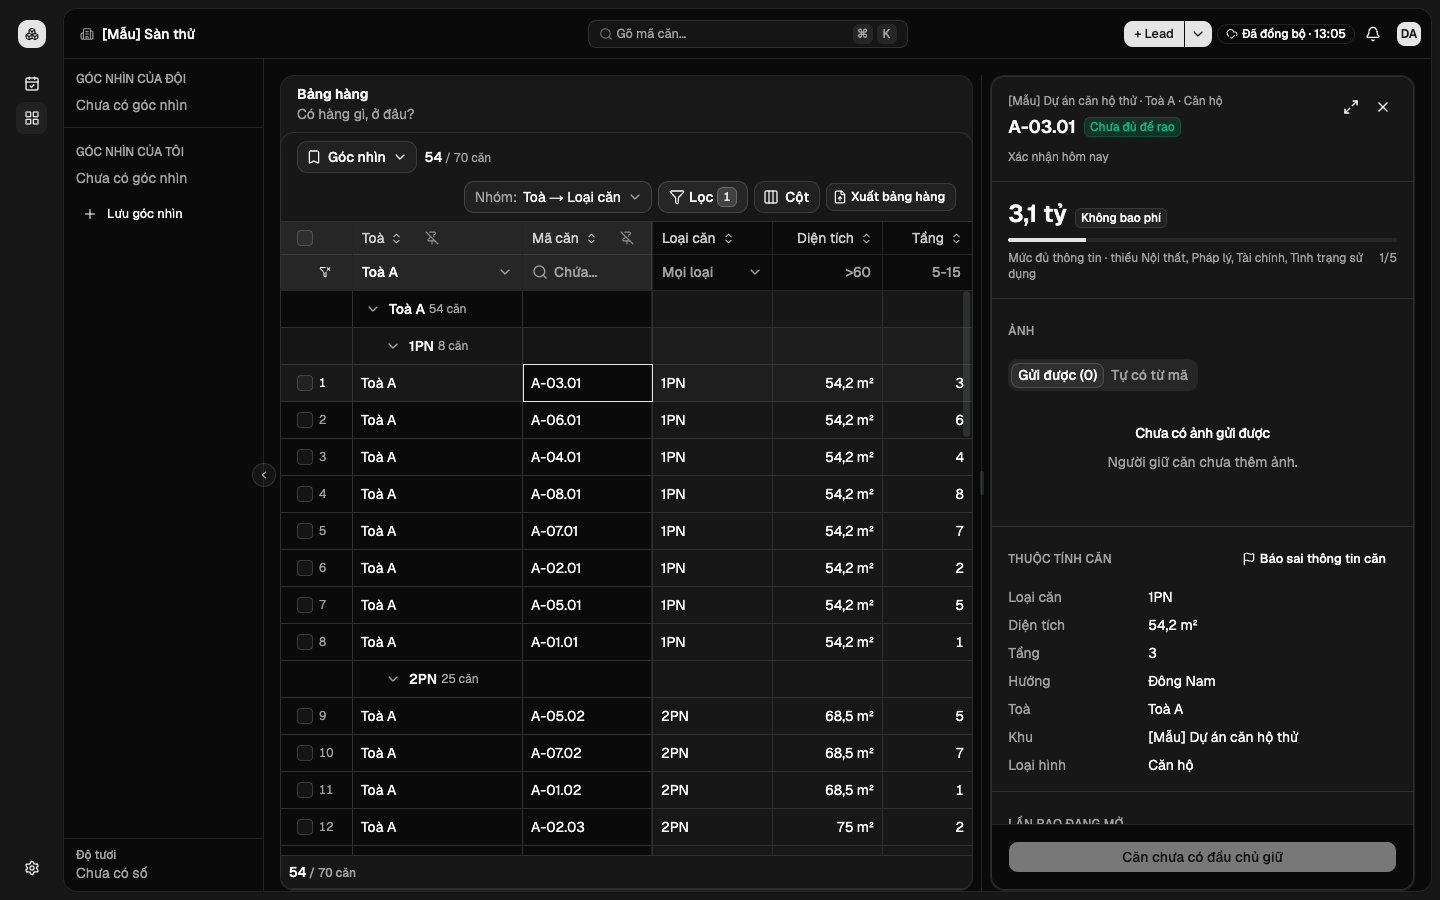 [Mẫu] Sàn thử
Gõ mã căn...
⌘ K
+ Lead
Đã đồng bộ · 13:05
DA
GÓC NHÌN CỦA ĐỘI
Chưa có góc nhìn
GÓC NHÌN CỦA TÔI
Chưa có góc nhìn
+ Lưu góc nhìn
Độ tươi
Chưa có số
Bảng hàng
Có hàng gì, ở đâu?
Góc nhìn
54 / 70 căn
Nhóm: Toà → Loại căn
Lọc 1
Cột
Xuất bảng hàng
Toà Mã căn Loại căn Diện tích Tầng
Toà A Chứa... Mọi loại >60 5-15
Toà A 54 căn
1PN 8 căn
1 Toà A A-03.01 1PN 54,2 m² 3
2 Toà A A-06.01 1PN 54,2 m² 6
3 Toà A A-04.01 1PN 54,2 m² 4
4 Toà A A-08.01 1PN 54,2 m² 8
5 Toà A A-07.01 1PN 54,2 m² 7
6 Toà A A-02.01 1PN 54,2 m² 2
7 Toà A A-05.01 1PN 54,2 m² 5
8 Toà A A-01.01 1PN 54,2 m² 1
2PN 25 căn
9 Toà A A-05.02 2PN 68,5 m² 5
10 Toà A A-07.02 2PN 68,5 m² 7
11 Toà A A-01.02 2PN 68,5 m² 1
12 Toà A A-02.03 2PN 75 m² 2
54 / 70 căn
[Mẫu] Dự án căn hộ thử · Toà A · Căn hộ
A-03.01 Chưa đủ để rao
Xác nhận hôm nay
3,1 tỷ Không bao phí
Mức đủ thông tin · thiếu Nội thất, Pháp lý, Tài chính, Tình trạng sử dụng 1/5
ẢNH
Gửi được (0) Tự có từ mã
Chưa có ảnh gửi được
Người giữ căn chưa thêm ảnh.
THUỘC TÍNH CĂN
Báo sai thông tin căn
Loại căn 1PN
Diện tích 54,2 m²
Tầng 3
Hướng Đông Nam
Toà Toà A
Khu [Mẫu] Dự án căn hộ thử
Loại hình Căn hộ
LẦN RAO ĐANG MỞ
Căn chưa có đầu chủ giữ